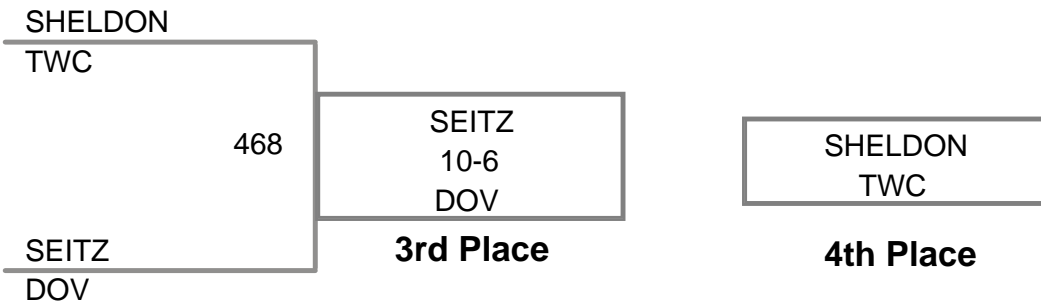 SHELDON
TWC
468
SEITZ
10-6
DOV
3rd Place
SHELDON
TWC
4th Place
SEITZ
DOV